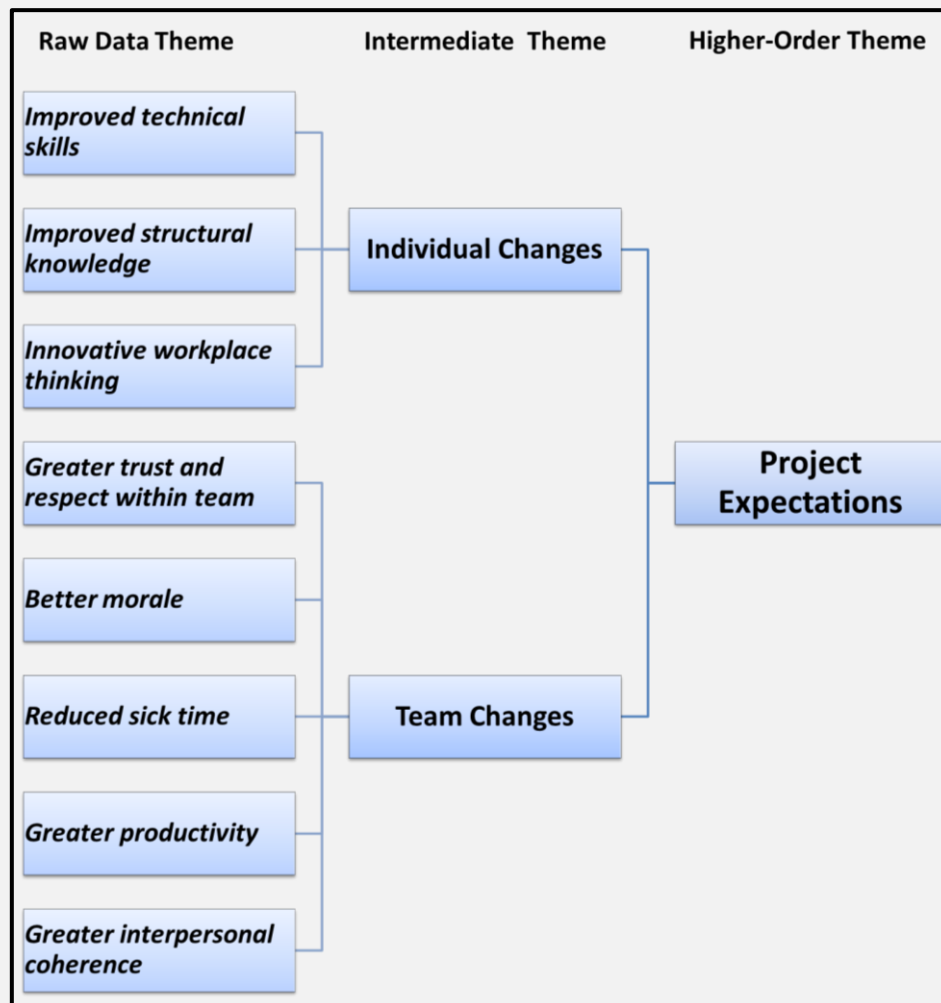 Raw Data Theme
Intermediate Theme
Higher-Order Theme
Improved technical
skills
Improved structural
knowledge
Individual Changes
Innovative workplace
thinking
Greater trust and
respect within team
Project
Expectations
Better morale
Reduced sick time
Team Changes
Greater productivity
Greater interpersonal
coherence